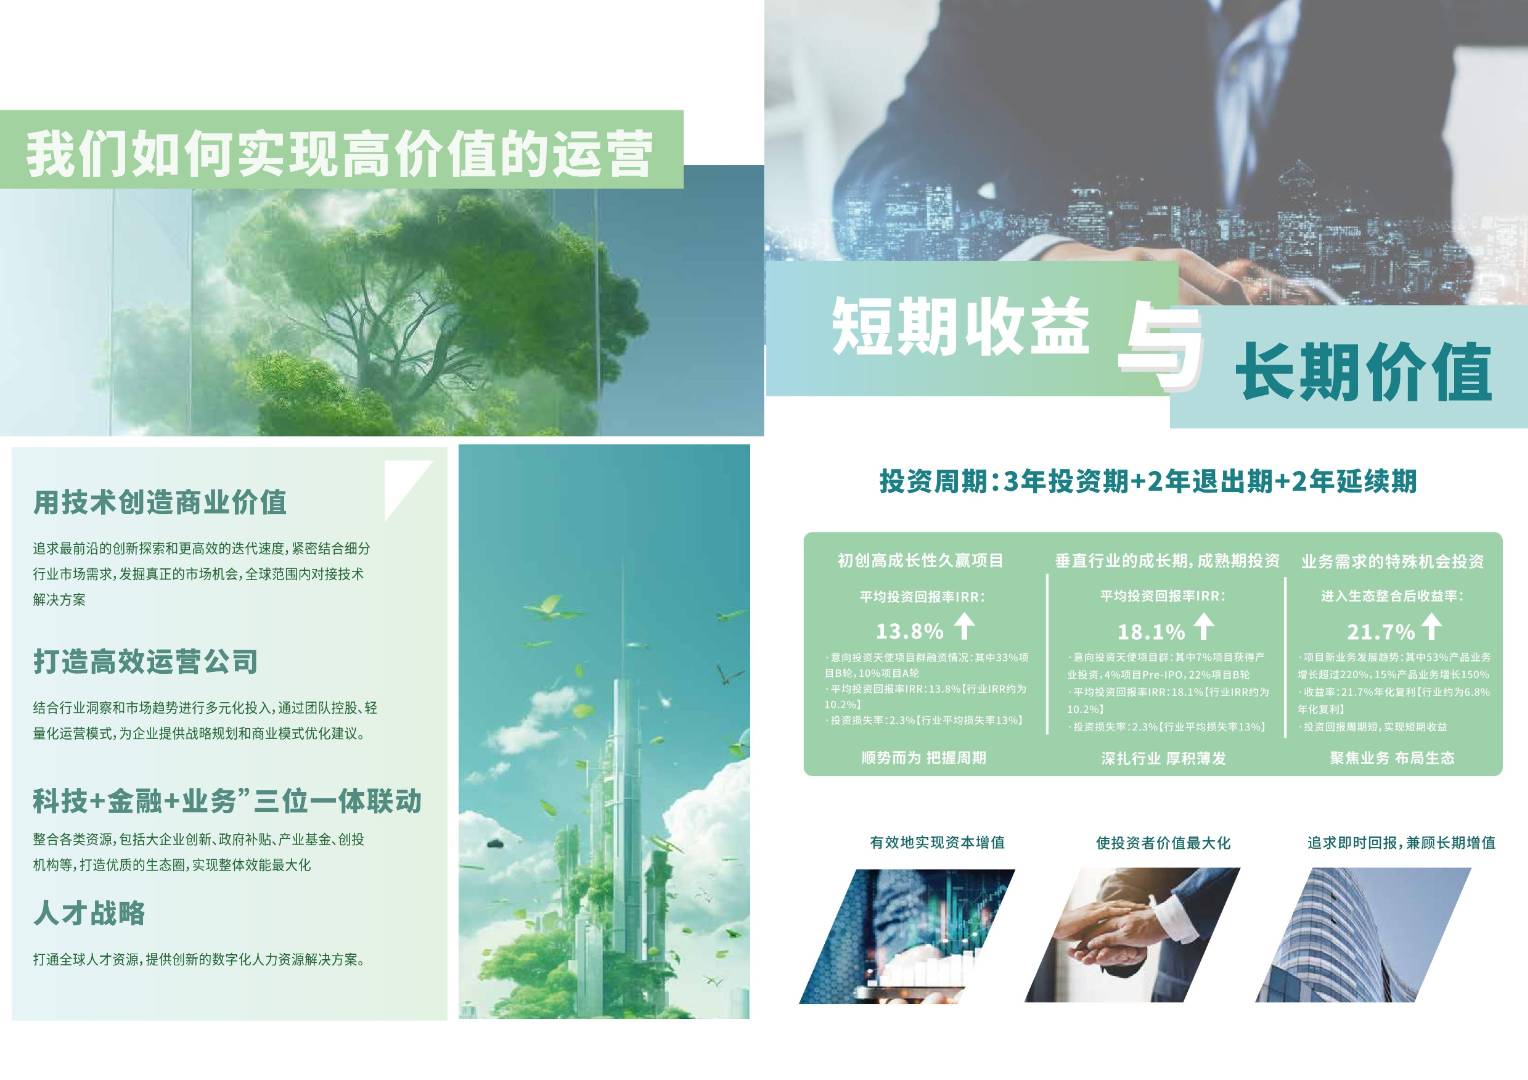 我们如何实现高价值的运营
用技术创造商业价值
追求最前沿的创新探索和更高效的迭代速度，紧密结合细分
行业市场需求，发掘真正的市场机会，全球范围内对接技术
解决方案
打造高效运营公司
结合行业洞察和市场趋势进行多元化投入，通过团队控股、轻
量化运营模式，为企业提供战略规划和商业模式优化建议。
科技+金融+业务”三位一体联动
整合各类资源，包括大企业创新、政府补贴、产业基金、创投
机构等，打造优质的生态圈，实现整体效能最大化
人才战略
打通全球人才资源，提供创新的数字化人力资源解决方案。
短期收益
与
长期价值
投资周期：3年投资期+2年退出期+2年延续期
初创高成长性久赢项目
平均投资回报率IRR：
13.8%
·意向投资天使项目群融资情况：其中33%项
目B轮，10%项目A轮
·平均投资回报率IRR：13.8%【行业IRR约为
10.2%】
·投资损失率：2.3%【行业平均损失率13%】
顺势而为 把握周期
垂直行业的成长期，成熟期投资
平均投资回报率IRR：
18.1%
·意向投资天使项目群：其中7%项目获得产
业投资，4%项目Pre-IPO，22%项目B轮
·平均投资回报率IRR：18.1%【行业IRR约为
10.2%】
·投资损失率：2.3%【行业平均损失率13%】
深扎行业 厚积薄发
业务需求的特殊机会投资
进入生态整合后收益率：
21.7%
·项目新业务发展趋势：其中53%产品业务
增长超过220%，15%产品业务增长150%
·收益率：21.7%年化复利【行业约为6.8%
年化复利】
·投资回报周期短，实现短期收益
聚焦业务 布局生态
有效地实现资本增值
使投资者价值最大化
追求即时回报，兼顾长期增值